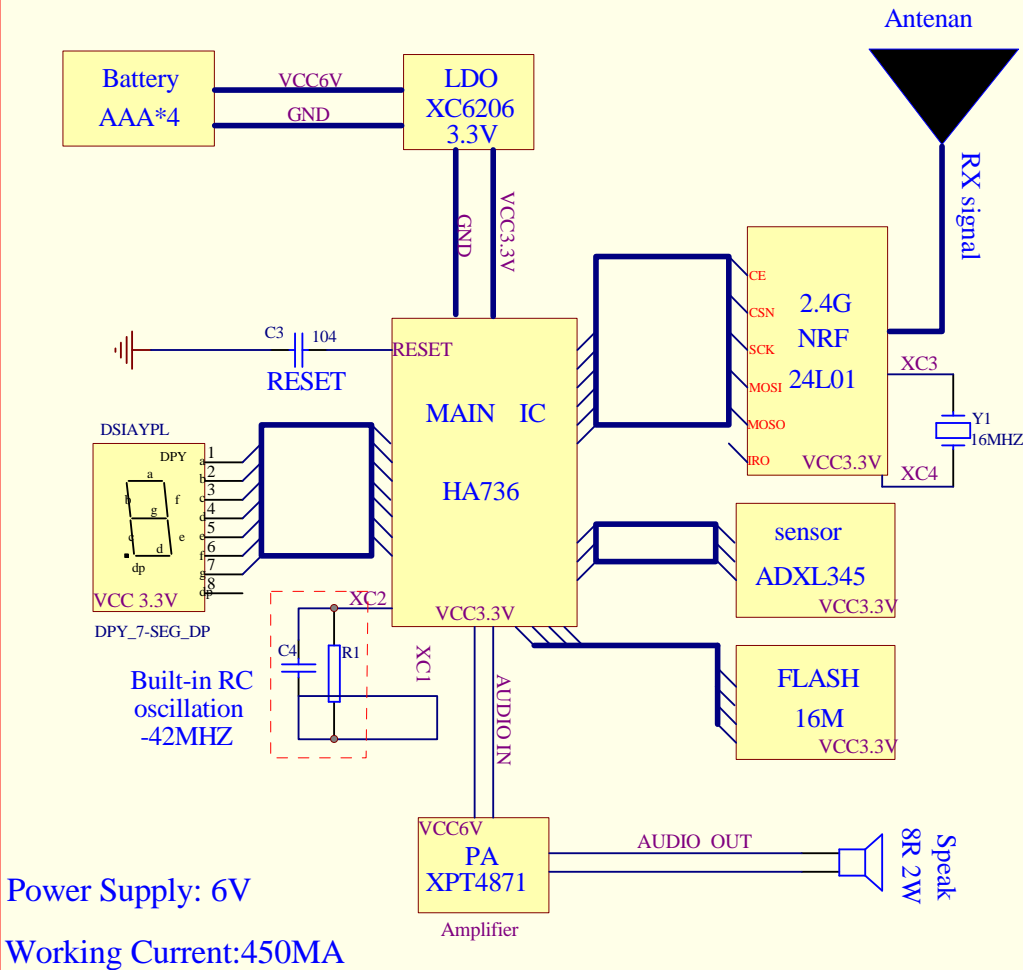 Antenan
Battery
AAA*4
VCC6V
GND
LDO
XC6206
3.3V
GND
VCC3.3V
RX signal
CE
CSN
SCK
MOSI
MOSO
IRO
2.4G
NRF
24L01
VCC3.3V
XC3
XC4
Y1
16MHZ
C3
104
RESET
RESET
MAIN IC
HA736
VCC3.3V
DSIAYPL
DPY
a
b
c
d
e
f
g
dp
1
2
3
4
5
6
7
8
a
b
f
g
c
e
d
dp
VCC 3.3V
DPY_7-SEG_DP
XC2
XC1
C4
R1
Built-in RC
oscillation
-42MHZ
sensor
ADXL345
VCC3.3V
FLASH
16M
VCC3.3V
AUDIO IN
VCC6V
PA
XPT4871
Amplifier
AUDIO OUT
Speak
8R 2W
Power Supply: 6V
Working Current:450MA